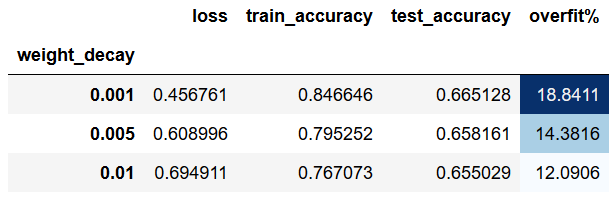 loss train_accuracy test_accuracy overfit%
weight_decay
0.001 0.456761 0.846646 0.665128 18.8411
0.005 0.608996 0.795252 0.658161 14.3816
0.01 0.694911 0.767073 0.655029 12.0906